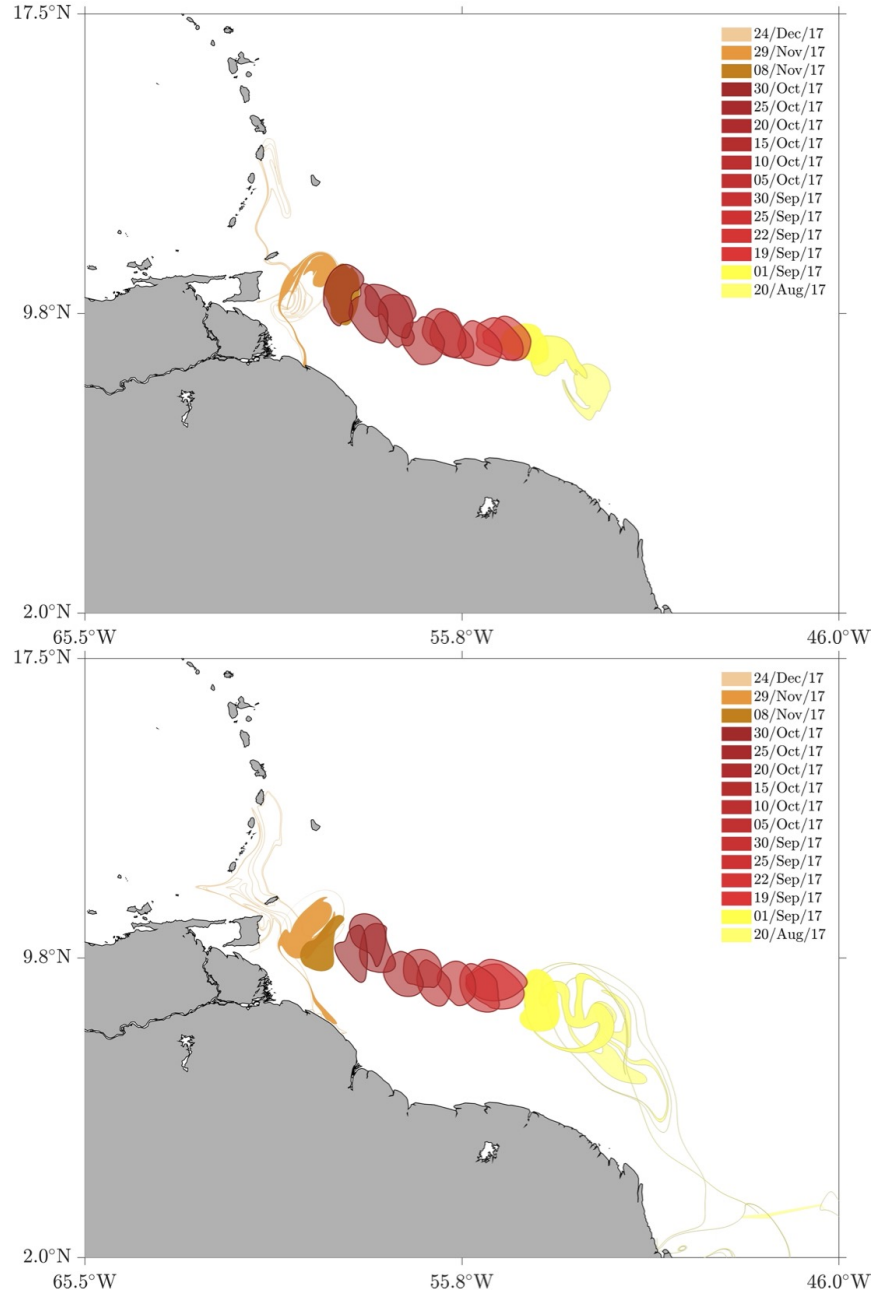 17.5°N
24/Dec/17
29/Nov/17
08/Nov/17
30/Oct/17
25/Oct/17
20/Oct/17
15/Oct/17
10/Oct/17
05/Oct/17
30/Sep/17
25/Sep/17
22/Sep/17
19/Sep/17
01/Sep/17
20/Aug/17
9.8°N
2.0°N
65.5°W 55.8°W 46.0°W
17.5°N
24/Dec/17
29/Nov/17
08/Nov/17
30/Oct/17
25/Oct/17
20/Oct/17
15/Oct/17
10/Oct/17
05/Oct/17
30/Sep/17
25/Sep/17
22/Sep/17
19/Sep/17
01/Sep/17
20/Aug/17
9.8°N
2.0°N
65.5°W 55.8°W 46.0°W